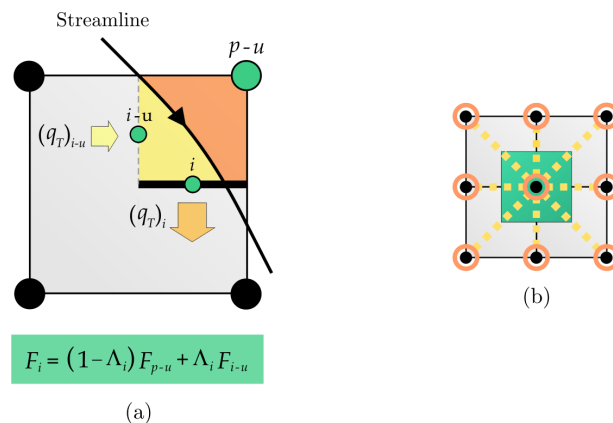 Streamline
p-u
i-u
(q_T)_{i-u}
i
(q_T)_i
F_i = (1-Λ_i) F_{p-u} + Λ_i F_{i-u}
(a)
(b)